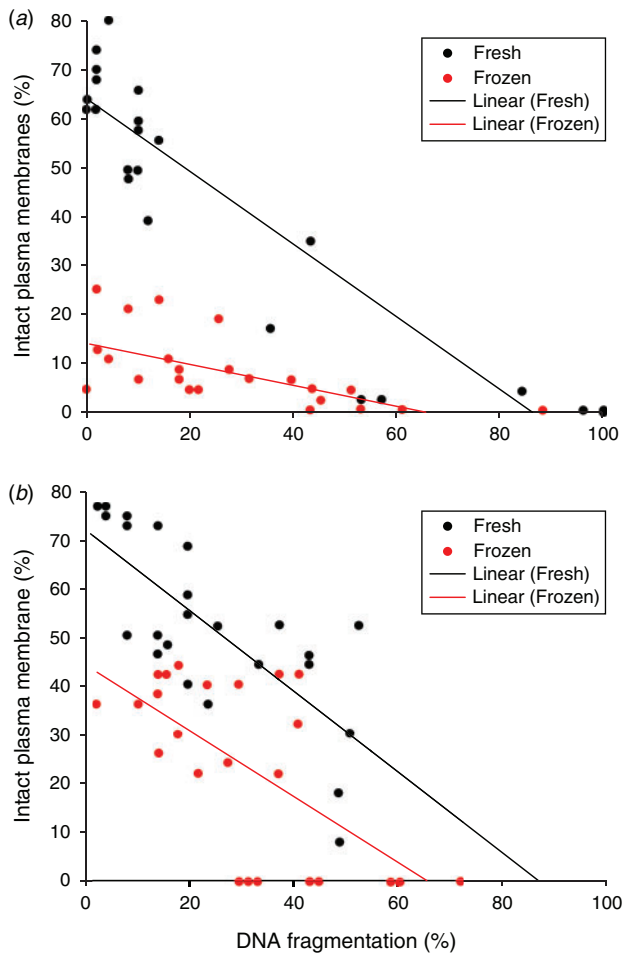 (a)
80
70
60
50
40
30
20
10
0
Intact plasma membranes (%)
Fresh
Frozen
Linear (Fresh)
Linear (Frozen)
0 20 40 60 80 100
(b)
80
70
60
50
40
30
20
10
0
Intact plasma membrane (%)
Fresh
Frozen
Linear (Fresh)
Linear (Frozen)
0 20 40 60 80 100
DNA fragmentation (%)